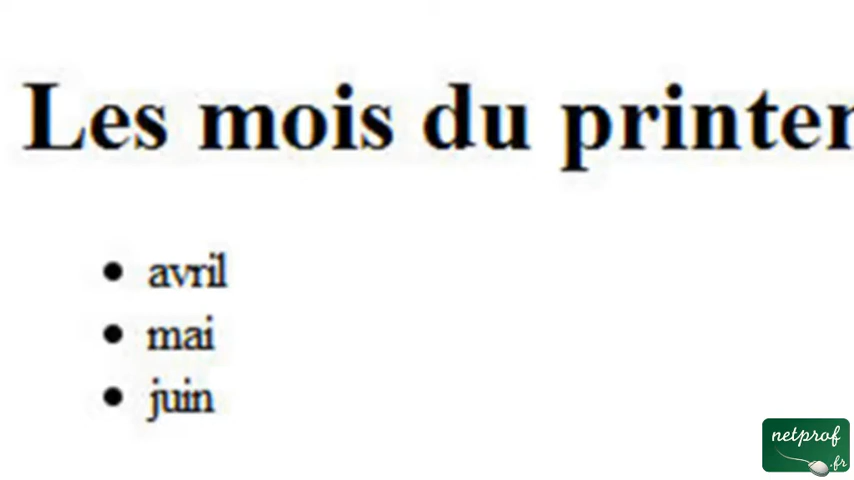 Les mois du printer
avril
mai
juin
netprof
.fr